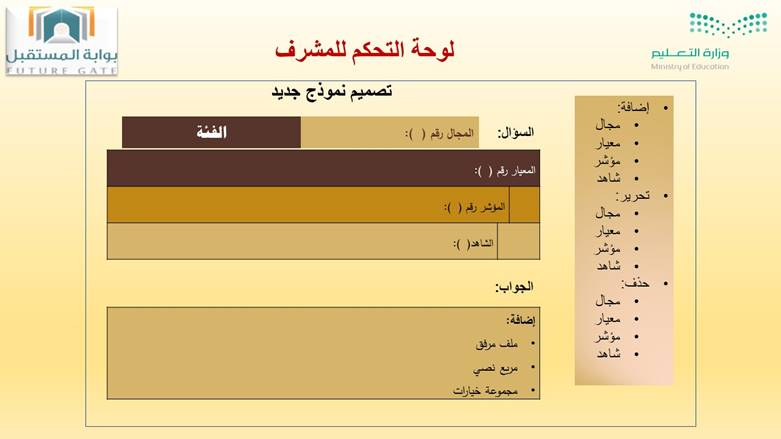 بوابة المستقبل
FUTURE GATE
وزارة التعـليم
Ministry of Education
لوحة التحكم للمشرف
تصميم نموذج جديد
• إضافة:
• مجال
• معيار
• مؤشر
• شاهد
• تحرير:
• مجال
• معيار
• مؤشر
• شاهد
• حذف:
• مجال
• معيار
• مؤشر
• شاهد
السؤال: المجال رقم ( ): الفئة
المعيار رقم ( ):
المؤشر رقم ( ):
الشاهد( ):
الجواب:
إضافة:
• ملف مرفق
• مربع نصي
• مجموعة خيارات